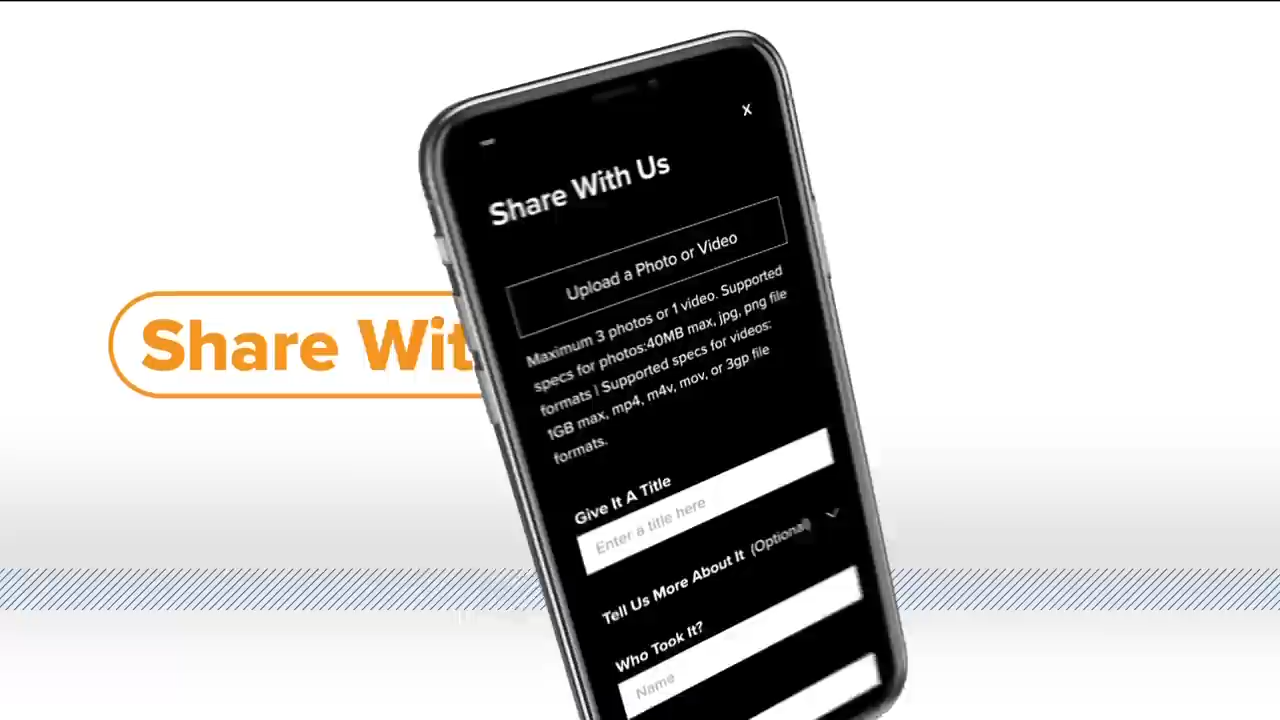 Share Wit
X
Share With Us
Upload a Photo or Video
Maximum 3 photos or 1 video. Supported
specs for photos:40MB max, jpg, png file
formats | Supported specs for videos:
1GB max, mp4, m4v, mov, or 3gp file
formats.
Give It A Title
Enter a title here
Tell Us More About It (Optional)
Who Took It?
Name